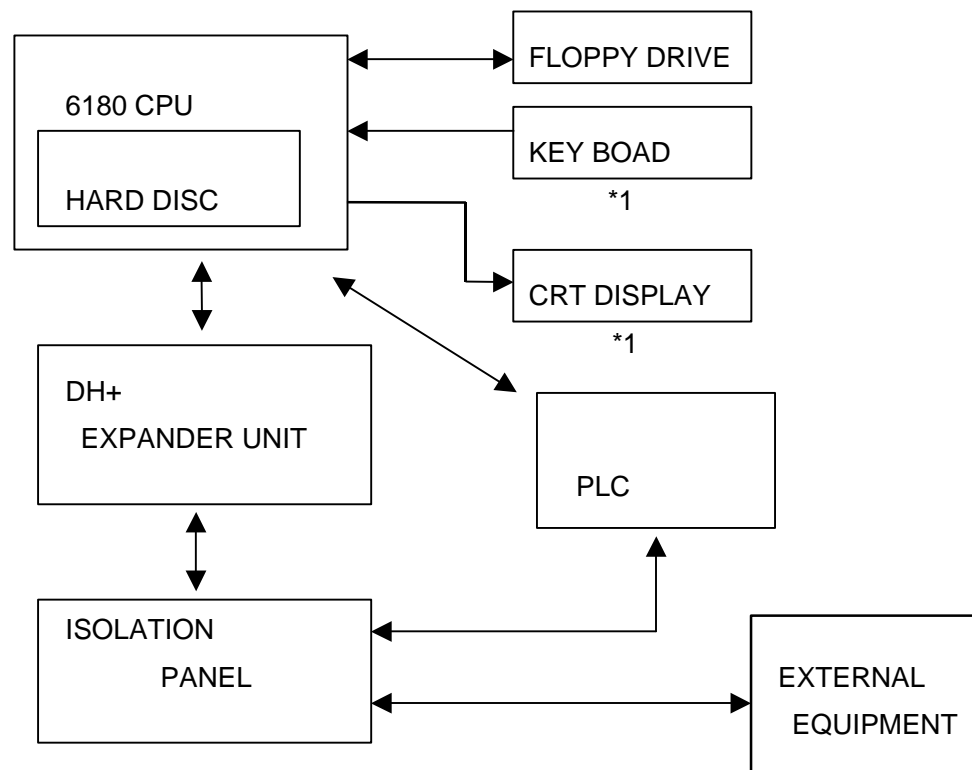 FLOPPY DRIVE
6180 CPU
KEY BOAD
*1
HARD DISC
CRT DISPLAY
*1
DH+
EXPANDER UNIT
PLC
ISOLATION
PANEL
EXTERNAL
EQUIPMENT